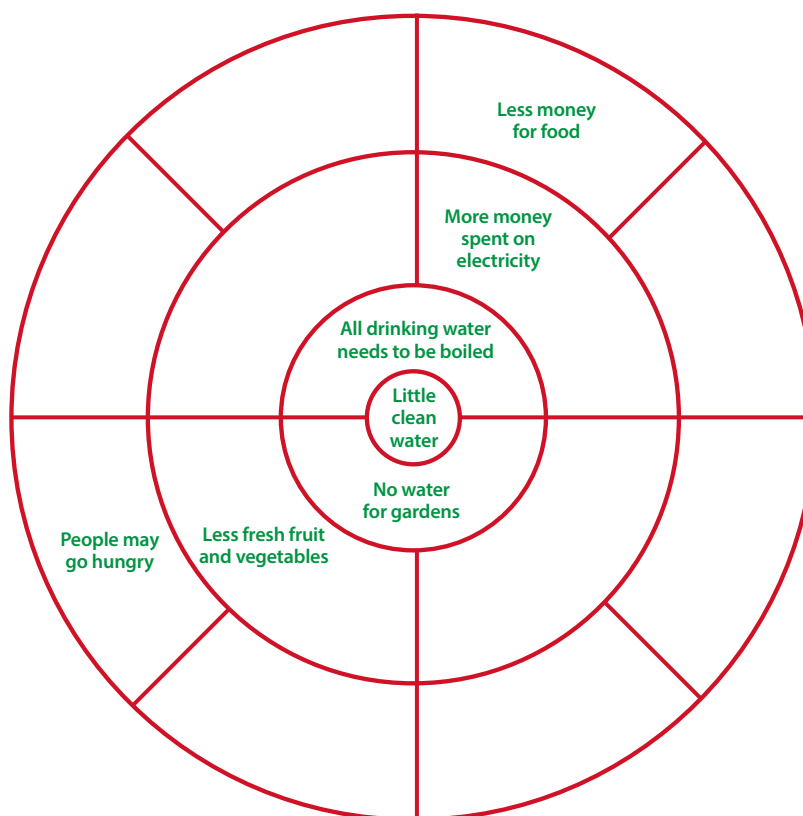 Less money
for food
More money
spent on
electricity
All drinking water
needs to be boiled
Little
clean
water
No water
for gardens
Less fresh fruit
and vegetables
People may
go hungry